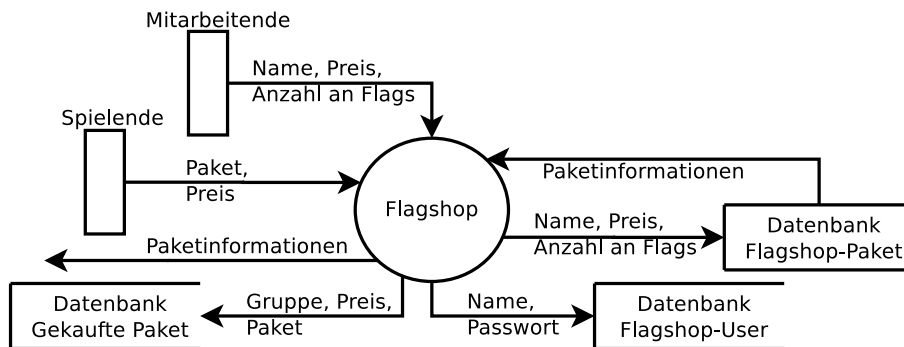 Mitarbeitende
Name, Preis,
Anzahl an Flags
Spielende
Paket,
Preis
Flagshop
Paketinformationen
Name, Preis,
Anzahl an Flags
Datenbank
Flagshop-Paket
Paketinformationen
Datenbank
Gekaufte Paket
Gruppe, Preis,
Paket
Name,
Passwort
Datenbank
Flagshop-User